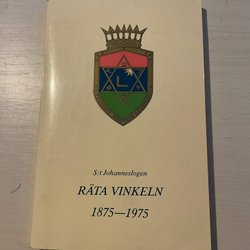 S:t Johanneslogen
RÄTA VINKELN
1875—1975